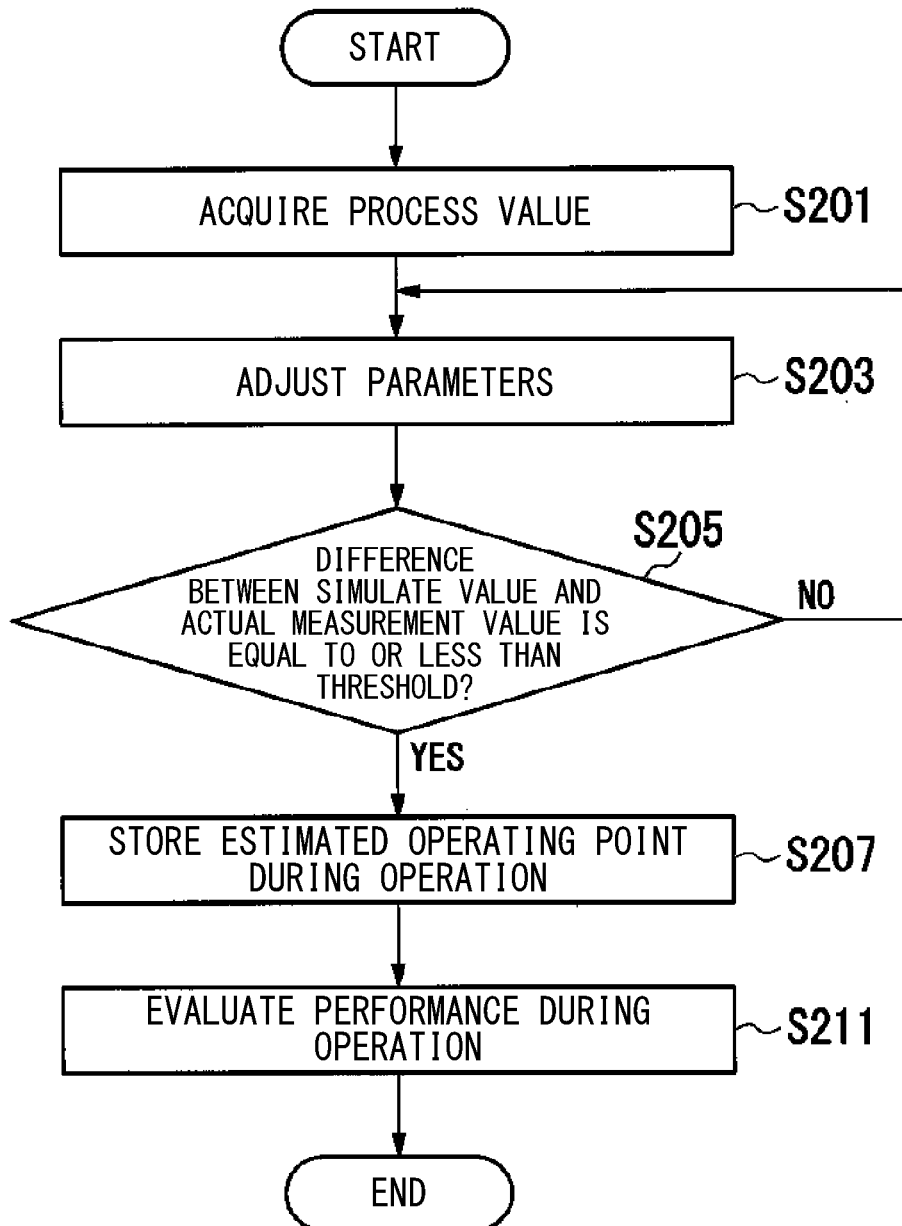 START
ACQUIRE PROCESS VALUE
S201
ADJUST PARAMETERS
S203
S205
DIFFERENCE
BETWEEN SIMULATE VALUE AND
ACTUAL MEASUREMENT VALUE IS
EQUAL TO OR LESS THAN
THRESHOLD?
NO
YES
STORE ESTIMATED OPERATING POINT
DURING OPERATION
S207
EVALUATE PERFORMANCE DURING
OPERATION
S211
END